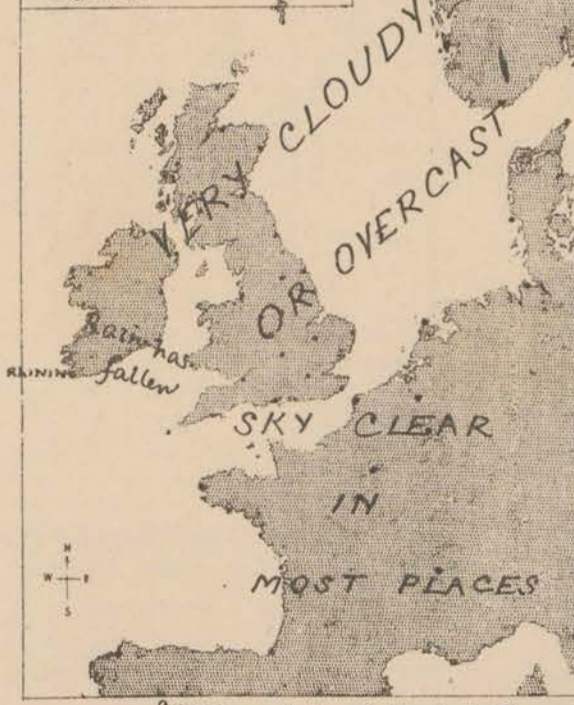 VERY CLOUDY
OR OVERCAST
Rain has
fallen
RAINING
SKY CLEAR
IN
MOST PLACES
N
W E
S